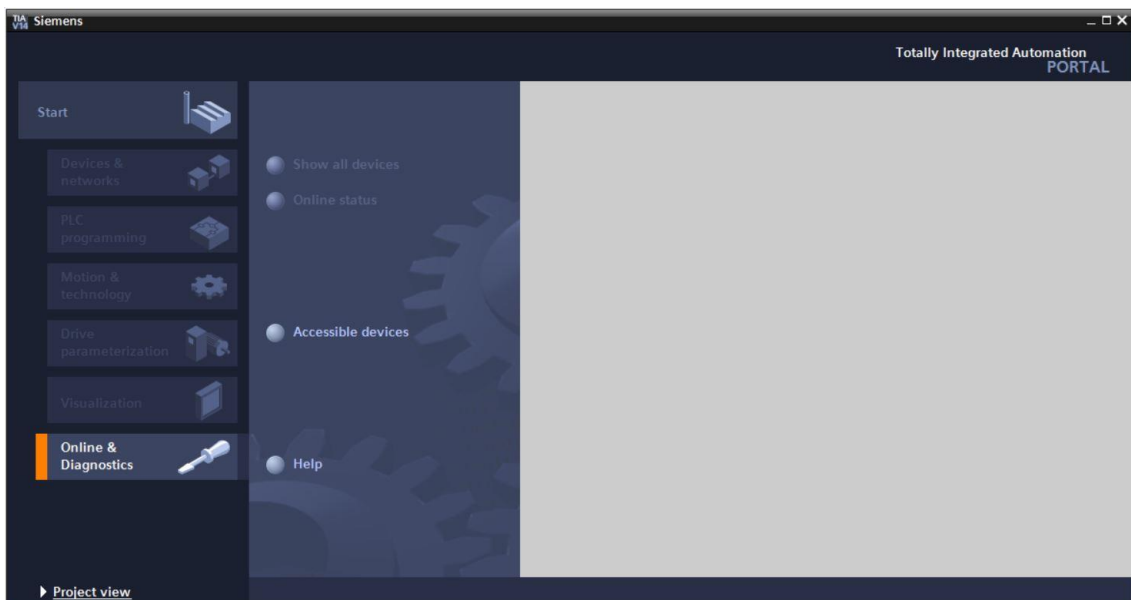 TIA
V14
Siemens
Totally Integrated Automation
PORTAL
Start
Devices &
networks
PLC
programming
Motion &
technology
Drive
parameterization
Visualization
Online &
Diagnostics
Show all devices
Online status
Accessible devices
Help
Project view